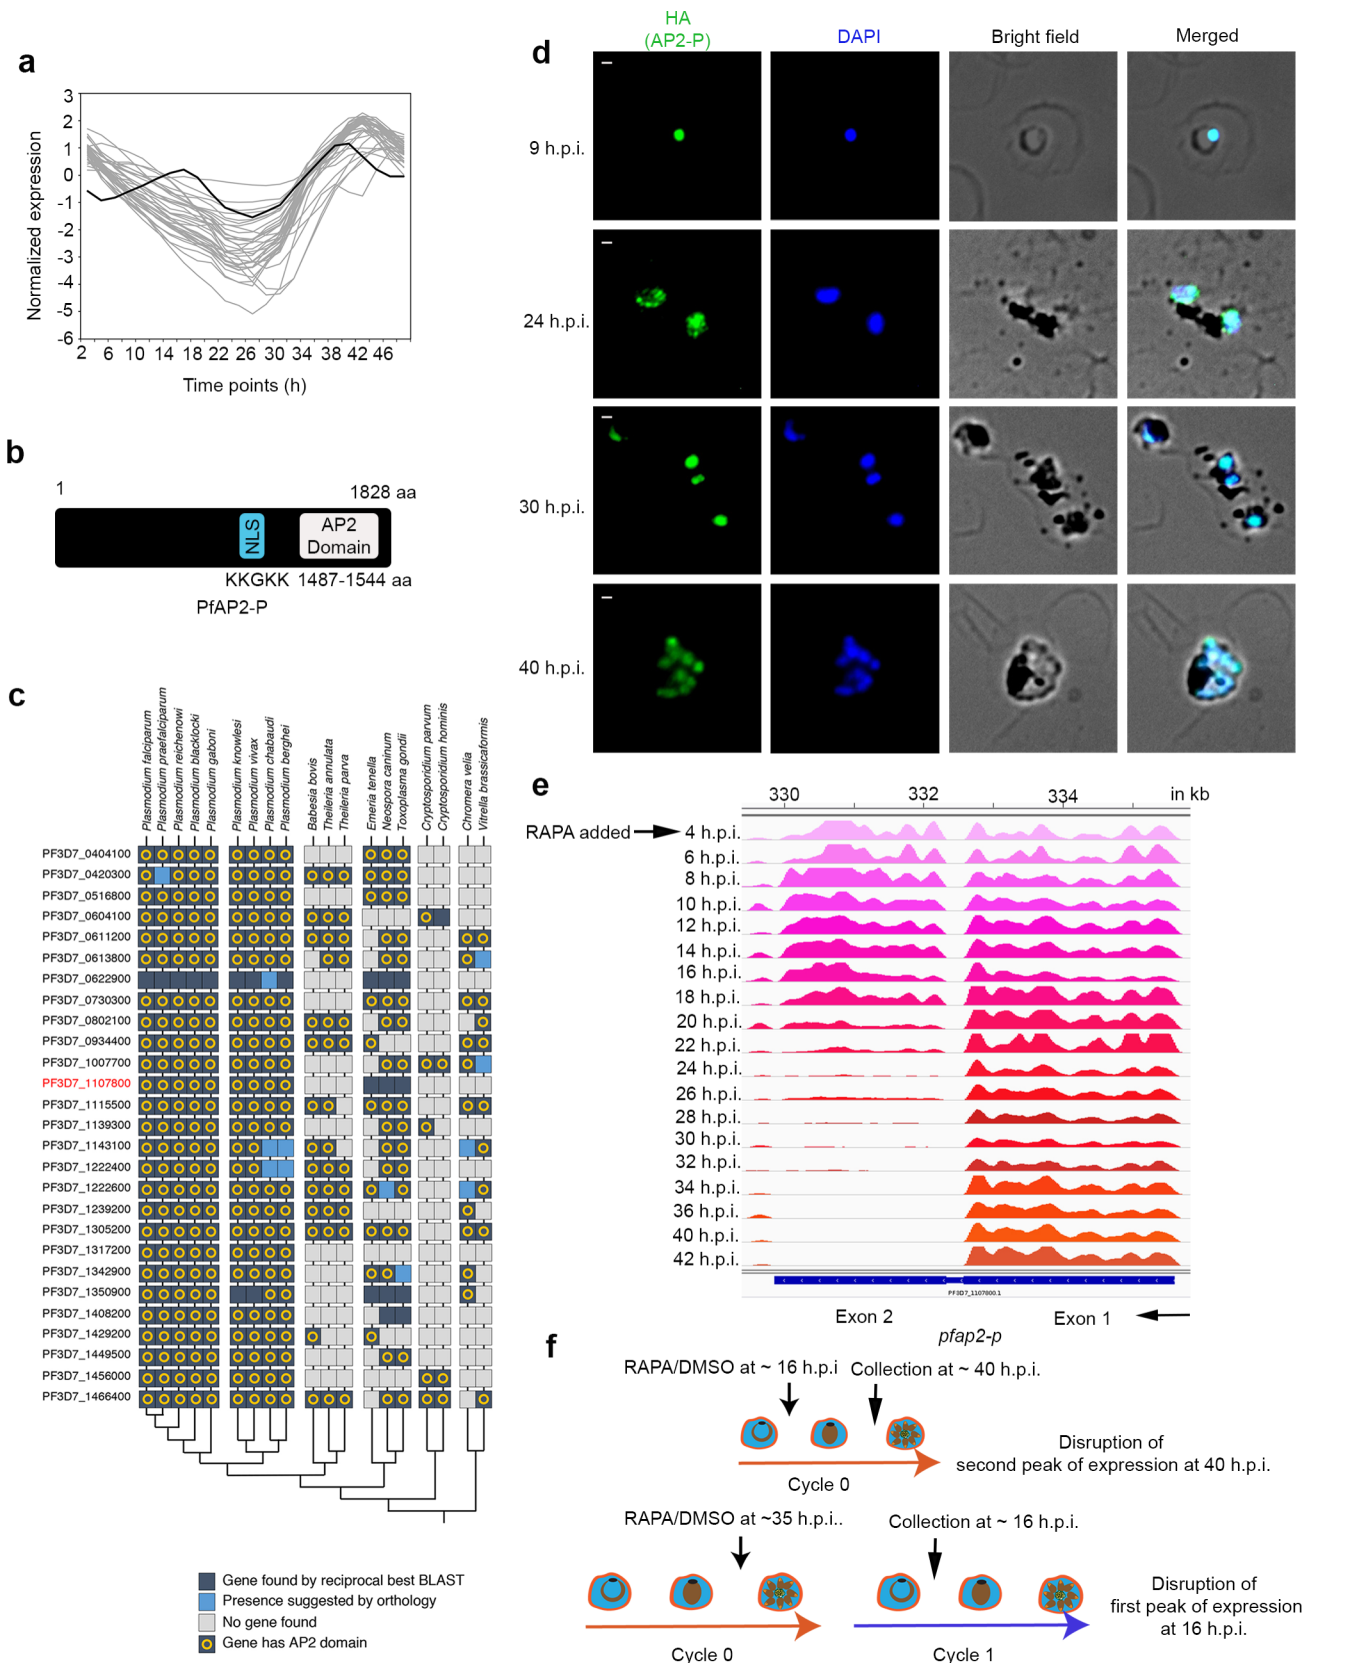 a
3
2
1
0
-1
-2
-3
-4
-5
-6
Normalized expression
2 6 10 14 18 22 26 30 34 38 42 46
Time points (h)
b
1
1828 aa
NLS
AP2
Domain
KKGKK 1487-1544 aa
PfAP2-P
c
Plasmodium falciparum
Plasmodium praefalciparum
Plasmodium reichenowi
Plasmodium blacklocki
Plasmodium gaboni
Plasmodium knowlesi
Plasmodium vivax
Plasmodium chabaudi
Plasmodium berghei
Babesia bovis
Theileria annulata
Theileria parva
Emeria tenella
Neospora caninum
Toxoplasma gondii
Cryptosporidium parvum
Cryptosporidium hominis
Chromera velia
Vitrella brassicaformis
PF3D7_0404100
PF3D7_0420300
PF3D7_0516800
PF3D7_0604100
PF3D7_0611200
PF3D7_0613800
PF3D7_0622900
PF3D7_0730300
PF3D7_0802100
PF3D7_0934400
PF3D7_1007700
PF3D7_1107800
PF3D7_1115500
PF3D7_1139300
PF3D7_1143100
PF3D7_1222400
PF3D7_1222600
PF3D7_1239200
PF3D7_1305200
PF3D7_1317200
PF3D7_1342900
PF3D7_1350900
PF3D7_1408200
PF3D7_1429200
PF3D7_1449500
PF3D7_1456000
PF3D7_1466400
Gene found by reciprocal best BLAST
Presence suggested by orthology
No gene found
Gene has AP2 domain
d
HA
(AP2-P)
DAPI
Bright field
Merged
9 h.p.i.
24 h.p.i.
30 h.p.i.
40 h.p.i.
e
330 332 334 in kb
RAPA added
4 h.p.i.
6 h.p.i.
8 h.p.i.
10 h.p.i.
12 h.p.i.
14 h.p.i.
16 h.p.i.
18 h.p.i.
20 h.p.i.
22 h.p.i.
24 h.p.i.
26 h.p.i.
28 h.p.i.
30 h.p.i.
32 h.p.i.
34 h.p.i.
36 h.p.i.
40 h.p.i.
42 h.p.i.
PF3D7_1107800.1
Exon 2
Exon 1
pfap2-p
f
RAPA/DMSO at ~ 16 h.p.i
Collection at ~ 40 h.p.i.
Cycle 0
Disruption of
second peak of expression at 40 h.p.i.
RAPA/DMSO at ~35 h.p.i..
Collection at ~ 16 h.p.i.
Cycle 0
Cycle 1
Disruption of
first peak of expression
at 16 h.p.i.